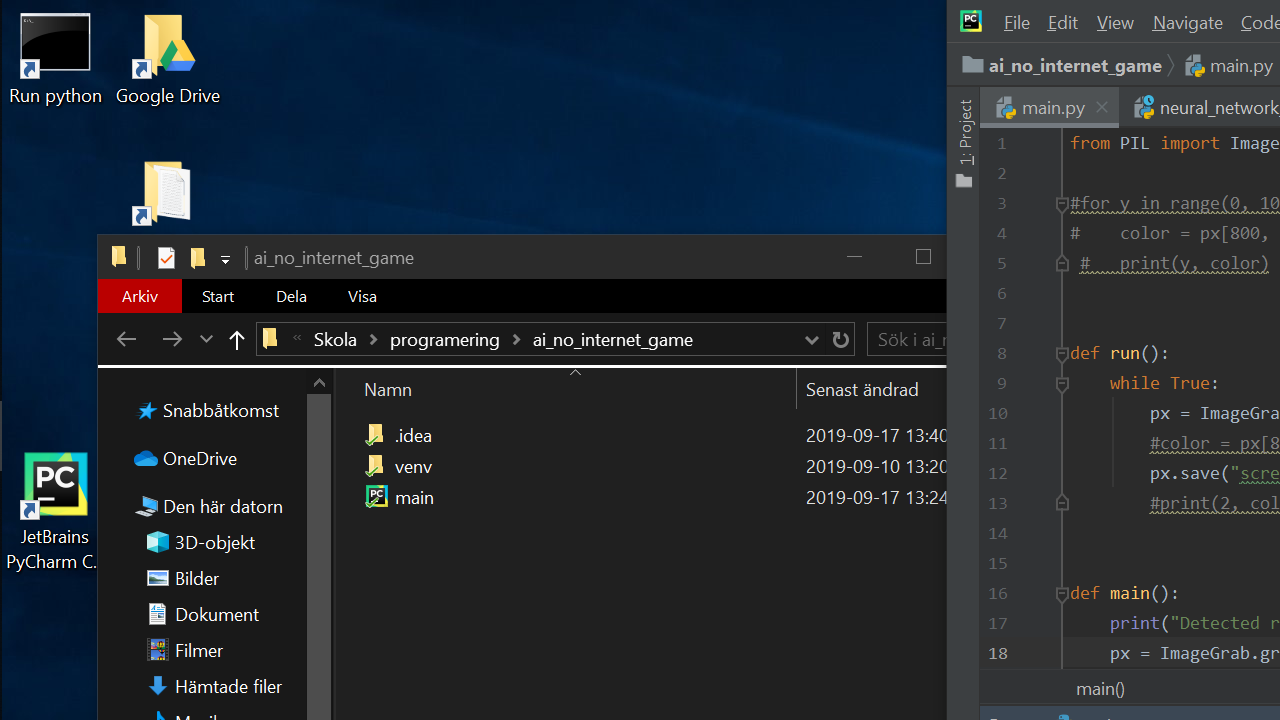 Run python
Google Drive
JetBrains
PyCharm C...
ai_no_internet_game
Arkiv
Start
Dela
Visa
«
Skola
programering
ai_no_internet_game
Sök i ai_n
Namn
Senast ändrad
Snabbåtkomst
OneDrive
Den här datorn
3D-objekt
Bilder
Dokument
Filmer
Hämtade filer
.idea
2019-09-17 13:40
venv
2019-09-10 13:20
main
2019-09-17 13:24
PC
File
Edit
View
Navigate
Code
ai_no_internet_game
main.py
1: Project
main.py
neural_network
1 from PIL import Image
2
3 #for y in range(0, 10
4 #    color = px[800,
5 #   print(y, color)
6
7
8 def run():
9     while True:
10         px = ImageGra
11         #color = px[8
12         px.save("scre
13         #print(2, col
14
15
16 def main():
17     print("Detected r
18     px = ImageGrab.gr
main()